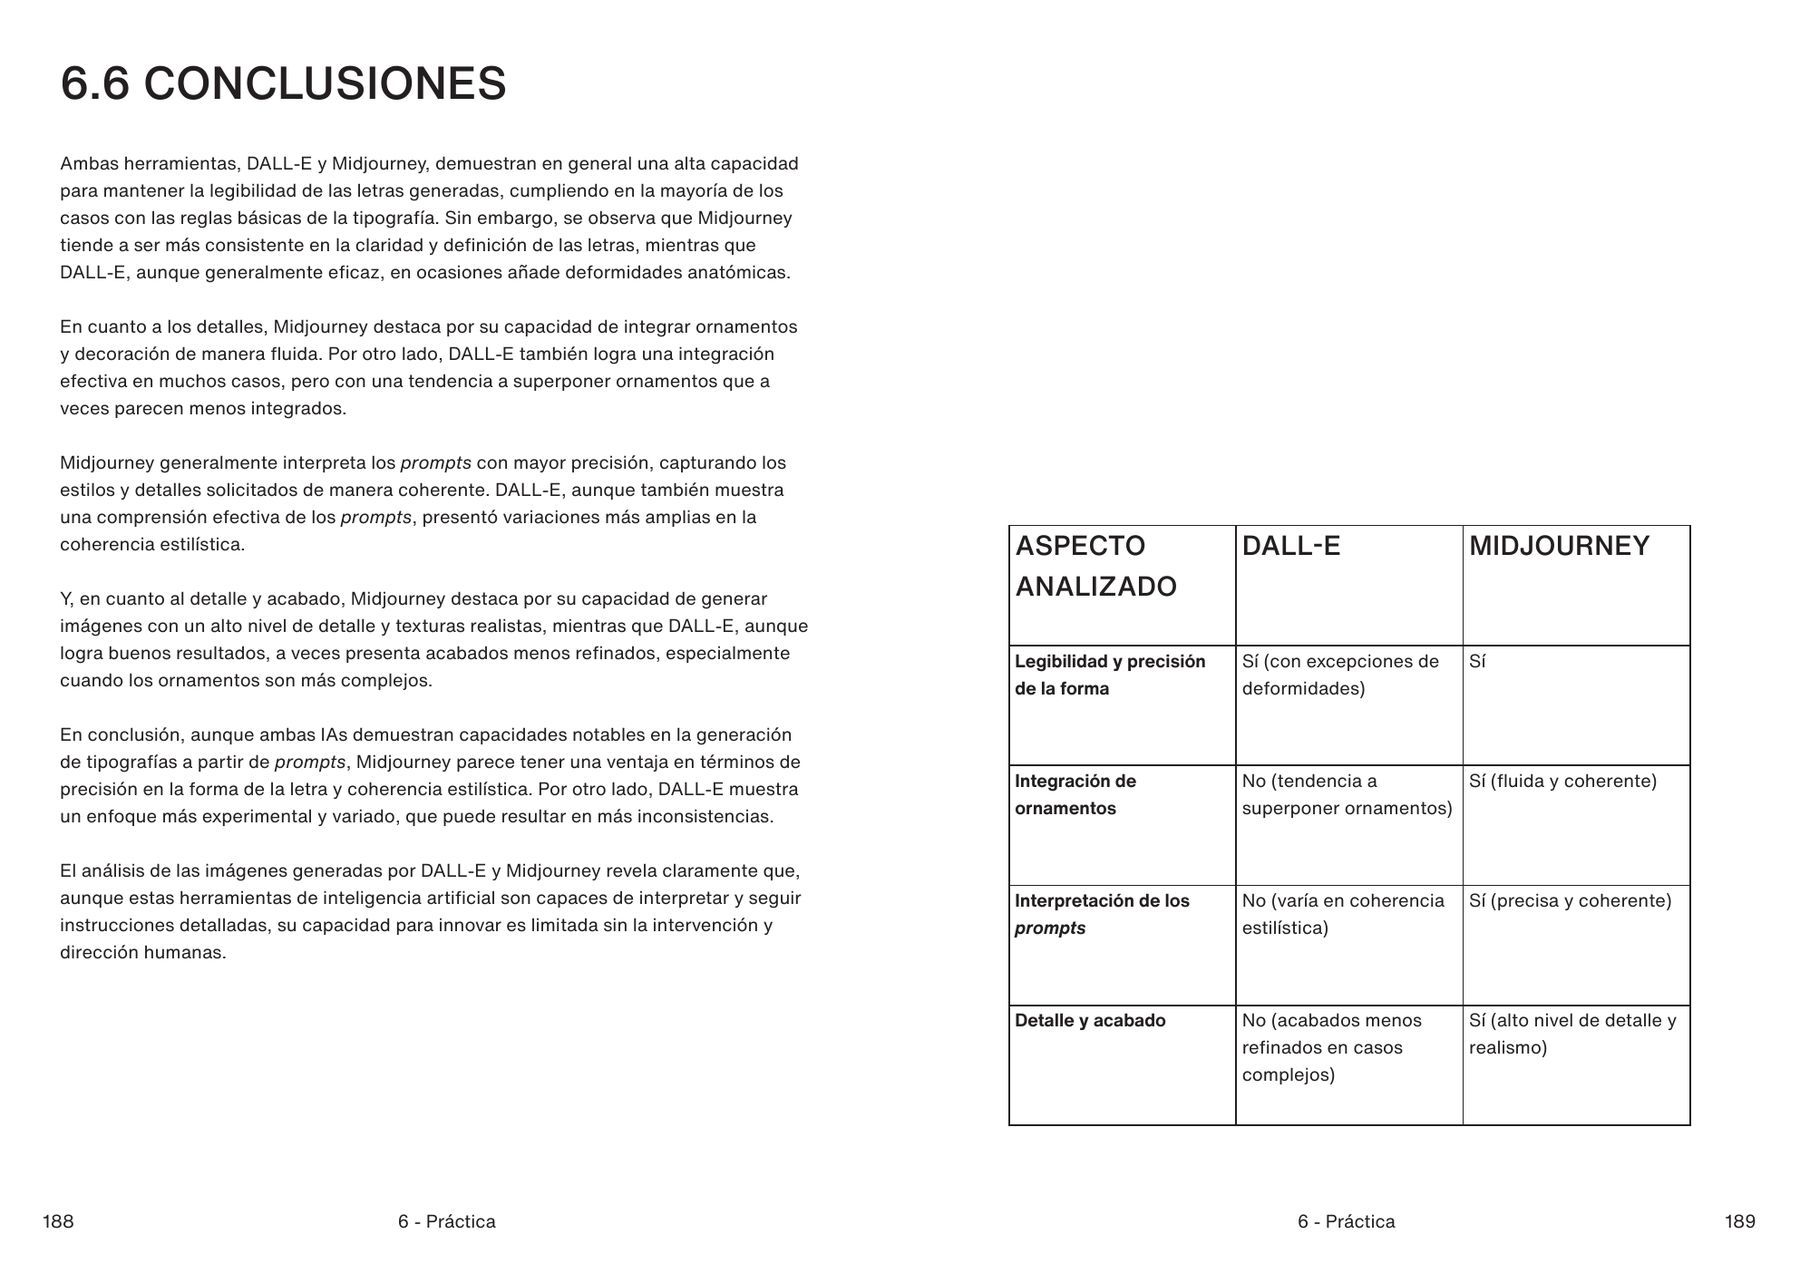 6.6 CONCLUSIONES
Ambas herramientas, DALL-E y Midjourney, demuestran en general una alta capacidad
para mantener la legibilidad de las letras generadas, cumpliendo en la mayoría de los
casos con las reglas básicas de la tipografía. Sin embargo, se observa que Midjourney
tiende a ser más consistente en la claridad y definición de las letras, mientras que
DALL-E, aunque generalmente eficaz, en ocasiones añade deformidades anatómicas.
En cuanto a los detalles, Midjourney destaca por su capacidad de integrar ornamentos
y decoración de manera fluida. Por otro lado, DALL-E también logra una integración
efectiva en muchos casos, pero con una tendencia a superponer ornamentos que a
veces parecen menos integrados.
Midjourney generalmente interpreta los prompts con mayor precisión, capturando los
estilos y detalles solicitados de manera coherente. DALL-E, aunque también muestra
una comprensión efectiva de los prompts, presentó variaciones más amplias en la
coherencia estilística.
Y, en cuanto al detalle y acabado, Midjourney destaca por su capacidad de generar
imágenes con un alto nivel de detalle y texturas realistas, mientras que DALL-E, aunque
logra buenos resultados, a veces presenta acabados menos refinados, especialmente
cuando los ornamentos son más complejos.
En conclusión, aunque ambas IAs demuestran capacidades notables en la generación
de tipografías a partir de prompts, Midjourney parece tener una ventaja en términos de
precisión en la forma de la letra y coherencia estilística. Por otro lado, DALL-E muestra
un enfoque más experimental y variado, que puede resultar en más inconsistencias.
El análisis de las imágenes generadas por DALL-E y Midjourney revela claramente que,
aunque estas herramientas de inteligencia artificial son capaces de interpretar y seguir
instrucciones detalladas, su capacidad para innovar es limitada sin la intervención y
dirección humanas.
188
6 - Práctica
ASPECTO
ANALIZADO
DALL-E
MIDJOURNEY
Legibilidad y precisión
de la forma
Sí (con excepciones de
deformidades)
Sí
Integración de
ornamentos
No (tendencia a
superponer ornamentos)
Sí (fluida y coherente)
Interpretación de los
prompts
No (varía en coherencia
estilística)
Sí (precisa y coherente)
Detalle y acabado
No (acabados menos
refinados en casos
complejos)
Sí (alto nivel de detalle y
realismo)
6 - Práctica
189